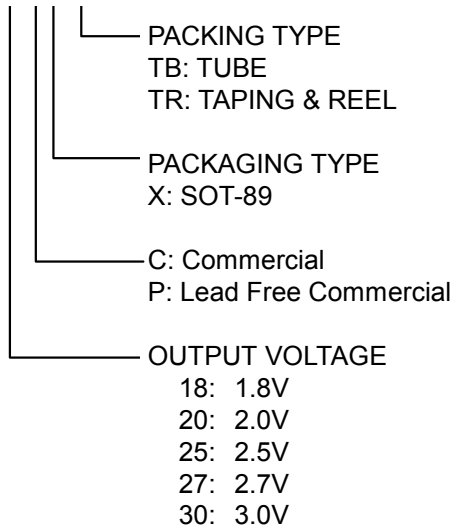 PACKING TYPE
TB: TUBE
TR: TAPING & REEL
PACKAGING TYPE
X: SOT-89
C: Commercial
P: Lead Free Commercial
OUTPUT VOLTAGE
18: 1.8V
20: 2.0V
25: 2.5V
27: 2.7V
30: 3.0V